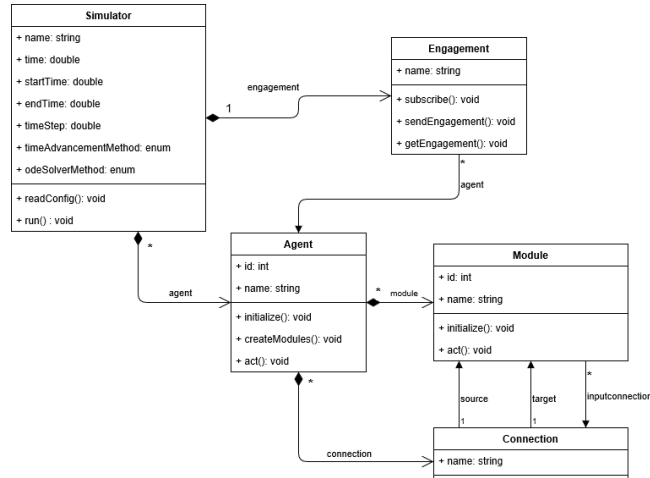 Simulator
+ name: string
+ time: double
+ startTime: double
+ endTime: double
+ timeStep: double
+ timeAdvancementMethod: enum
+ odeSolverMethod: enum
+ readConfig(): void
+ run() : void
engagement
1
Engagement
+ name: string
+ subscribe(): void
+ sendEngagement(): void
+ getEngagement(): void
*
agent
*
agent
Agent
+ id: int
+ name: string
+ initialize(): void
+ createModules(): void
+ act(): void
*
module
Module
+ id: int
+ name: string
+ initialize(): void
+ act(): void
*
connection
source
1
target
1
*
inputconnection
Connection
+ name: string